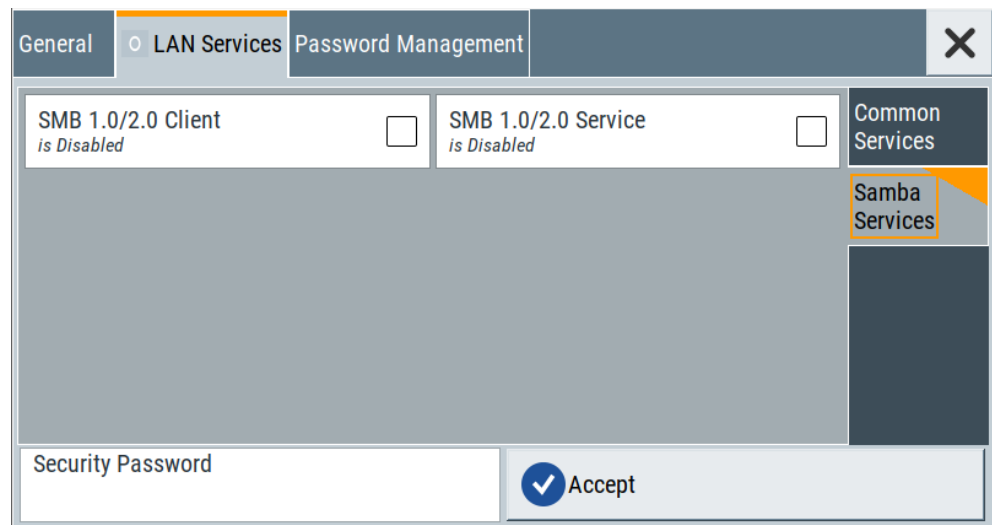 General
LAN Services
Password Management
SMB 1.0/2.0 Client
is Disabled
SMB 1.0/2.0 Service
is Disabled
Common
Services
Samba
Services
Security Password
Accept